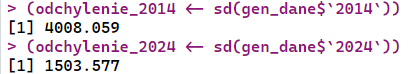 > (odchylenie_2014 <- sd(gen_dane$`2014`))
[1] 4008.059
> (odchylenie_2024 <- sd(gen_dane$`2024`))
[1] 1503.577